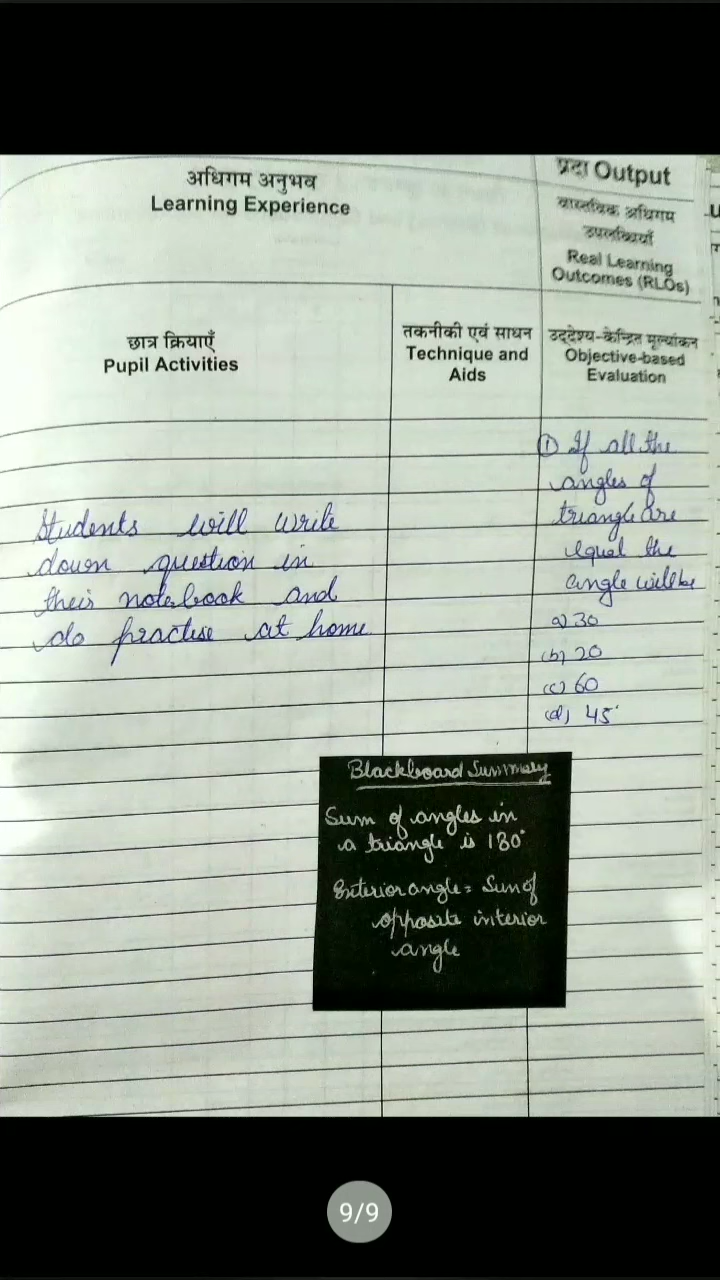 अधिगम अनुभव
Learning Experience
प्रदा Output
वास्तविक अधिगम
उपलब्धियाँ
Real Learning
Outcomes (RLOs)
छात्र क्रियाएँ
Pupil Activities
तकनीकी एवं साधन
Technique and
Aids
उद्देश्य-केन्द्रित मूल्यांकन
Objective-based
Evaluation
Students will write
down question in
their notebook and
do practise at home
① If all the
angles of
triangle are
equal the
angle will be
a) 30
(b) 20
(c) 60
(d) 45°
Blackboard Summary
Sum of angles in
a triangle is 180°
Exterior angle = Sum of
opposite interior
angle
9/9